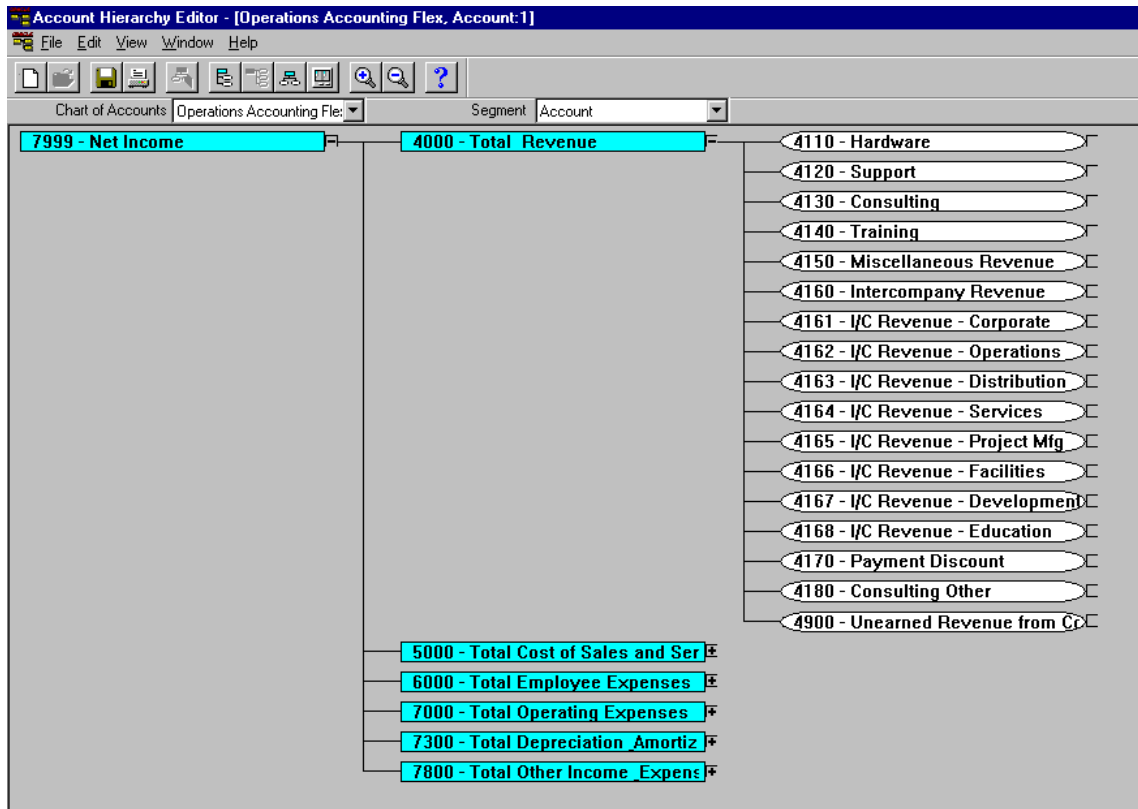 Account Hierarchy Editor - [Operations Accounting Flex, Account:1]
File Edit View Window Help
Chart of Accounts Operations Accounting Fle: Segment Account
7999 - Net Income
4000 - Total Revenue
4110 - Hardware
4120 - Support
4130 - Consulting
4140 - Training
4150 - Miscellaneous Revenue
4160 - Intercompany Revenue
4161 - I/C Revenue - Corporate
4162 - I/C Revenue - Operations
4163 - I/C Revenue - Distribution
4164 - I/C Revenue - Services
4165 - I/C Revenue - Project Mfg
4166 - I/C Revenue - Facilities
4167 - I/C Revenue - Development
4168 - I/C Revenue - Education
4170 - Payment Discount
4180 - Consulting Other
4900 - Unearned Revenue from
5000 - Total Cost of Sales and Ser
6000 - Total Employee Expenses
7000 - Total Operating Expenses
7300 - Total Depreciation_Amortiz
7800 - Total Other Income_Expens